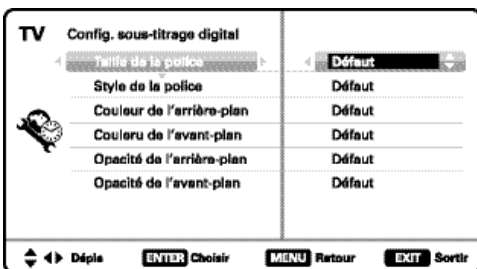 TV Config. sous-titrage digital
Taille de la police Défaut
Style de la police Défaut
Couleur de l'arrière-plan Défaut
Couleru de l'avant-plan Défaut
Opacité de l'arrière-plan Défaut
Opacité de l'avant-plan Défaut
Dépla ENTER Choisir MENU Retour EXIT Sortir